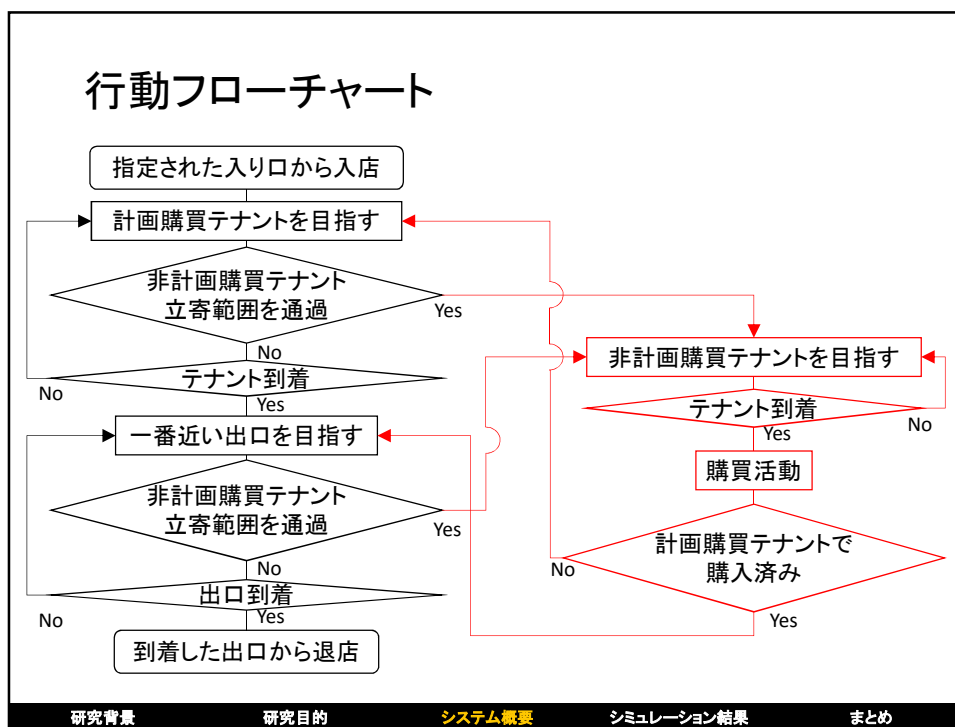 行動フローチャート
指定された入り口から入店
計画購買テナントを目指す
非計画購買テナント
立寄範囲を通過
Yes
No
テナント到着
No
Yes
一番近い出口を目指す
非計画購買テナント
立寄範囲を通過
Yes
No
出口到着
No
Yes
到着した出口から退店
非計画購買テナントを目指す
テナント到着
No
Yes
購買活動
計画購買テナントで
購入済み
No
Yes
研究背景
研究目的
システム概要
シミュレーション結果
まとめ